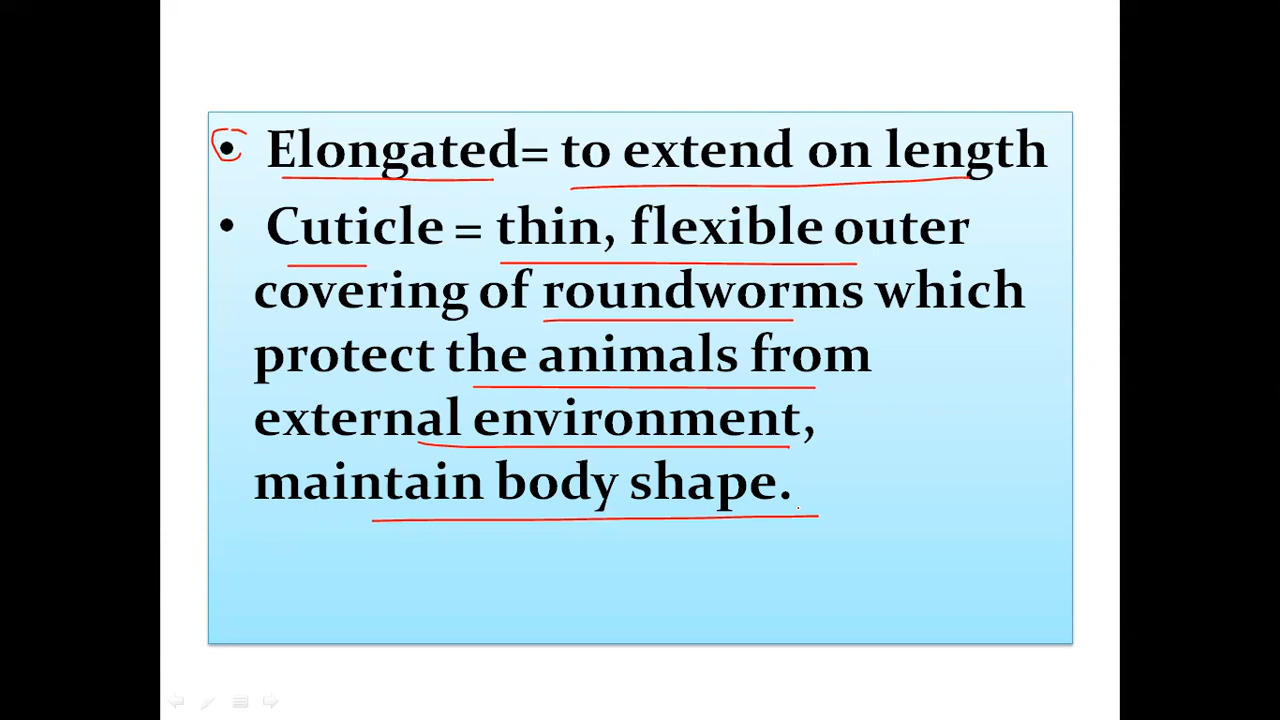 • Elongated= to extend on length
• Cuticle = thin, flexible outer
covering of roundworms which
protect the animals from
external environment,
maintain body shape.